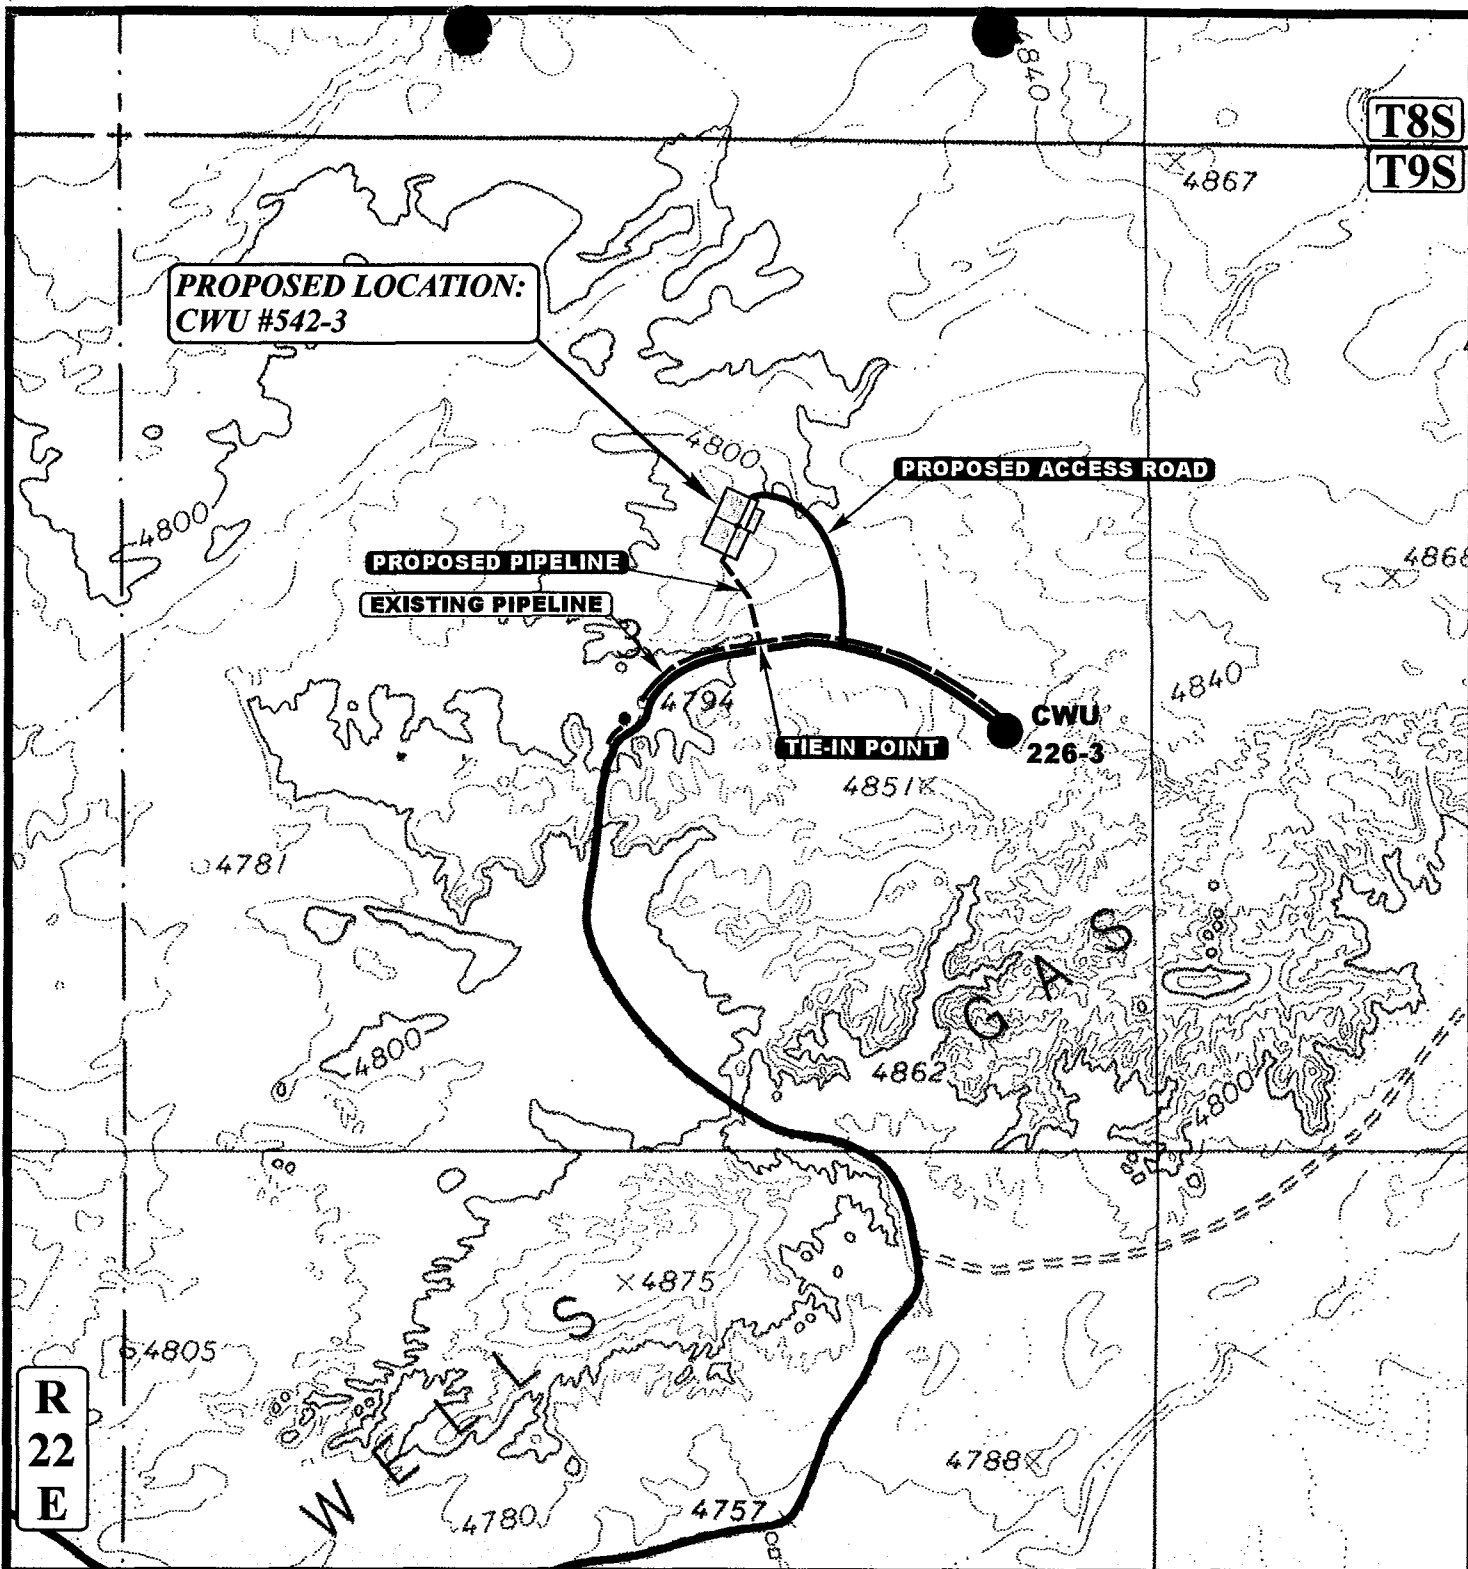 4840
T8S
4867
T9S
PROPOSED LOCATION:
CWU #542-3
4800
PROPOSED ACCESS ROAD
4800
PROPOSED PIPELINE
4868
EXISTING PIPELINE
4840
4794
CWU
226-3
TIE-IN POINT
4851
4781
GAS
4800
4862
4800
4875
4805
R
22
E
WELLS
4788
4757
4780